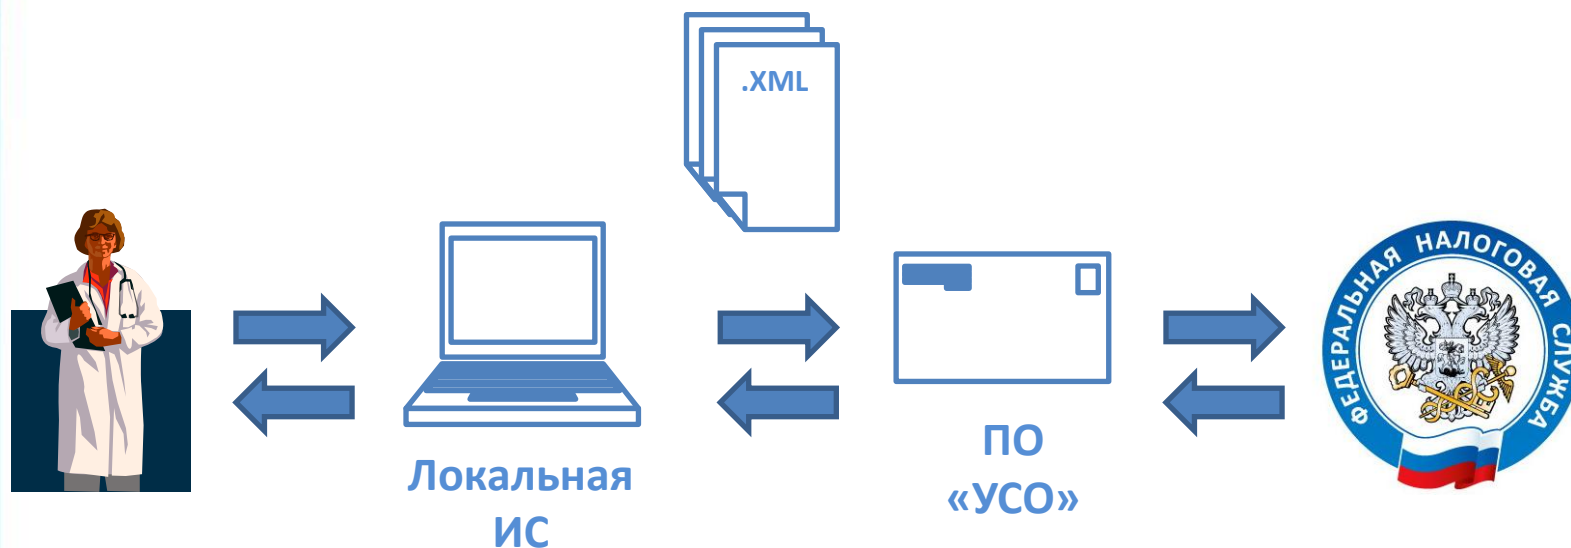 .XML
ФЕДЕРАЛЬНАЯ НАЛОГОВАЯ СЛУЖБА
Локальная
ИС
ПО
«УСО»